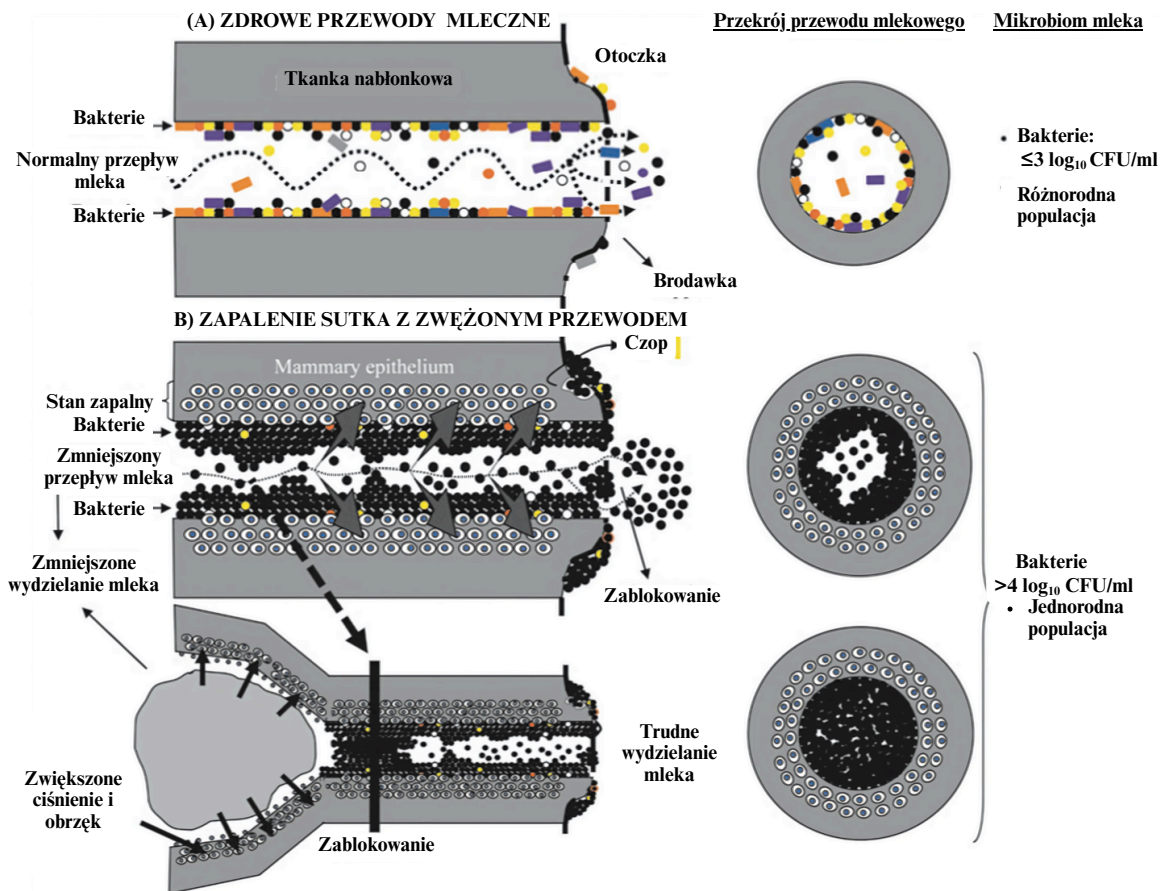 (A) ZDROWE PRZEWODY MLECZNE
Przekrój przewodu mlekowego
Mikrobiom mleka
Otoczka
Tkanka nabłonkowa
Bakterie
Normalny przepływ
mleka
Bakterie
Brodawka
• Bakterie:
≤3 log₁₀ CFU/ml
Różnorodna
populacja
B) ZAPALENIE SUTKA Z ZWĘŻONYM PRZEWODEM
Czop
Mammary epithelium
Stan zapalny
Bakterie
Zmniejszony
przepływ mleka
Bakterie
Zmniejszone
wydzielanie mleka
Zablokowanie
Bakterie
>4 log₁₀ CFU/ml
• Jednorodna
populacja
Trudne
wydzielanie
mleka
Zwiększone
ciśnienie i
obrzęk
Zablokowanie